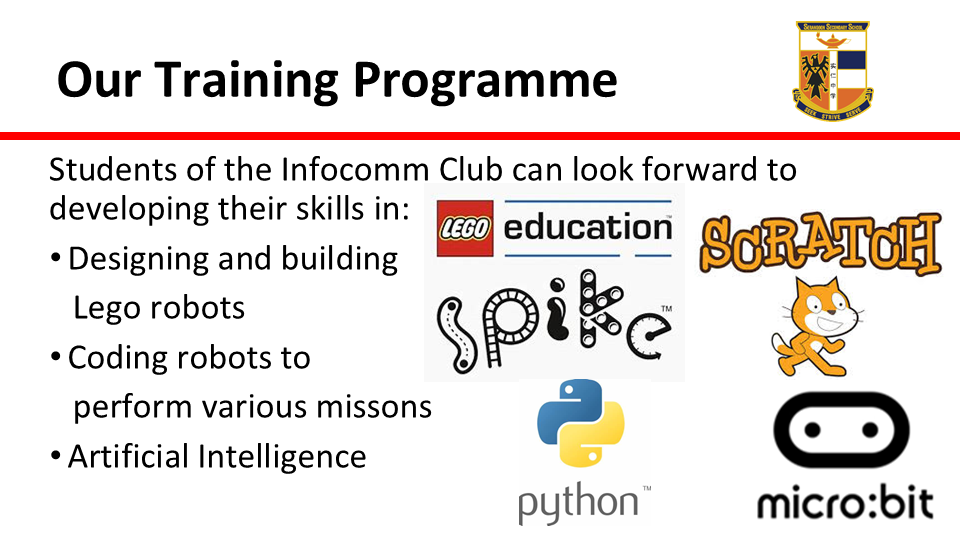 Our Training Programme
SERANGOON SECONDARY SCHOOL
SEEK STRIVE SERVE
Students of the Infocomm Club can look forward to
developing their skills in:
• Designing and building
Lego robots
• Coding robots to
perform various missons
• Artificial Intelligence
LEGO education
spike™
SCRATCH
python™
micro:bit